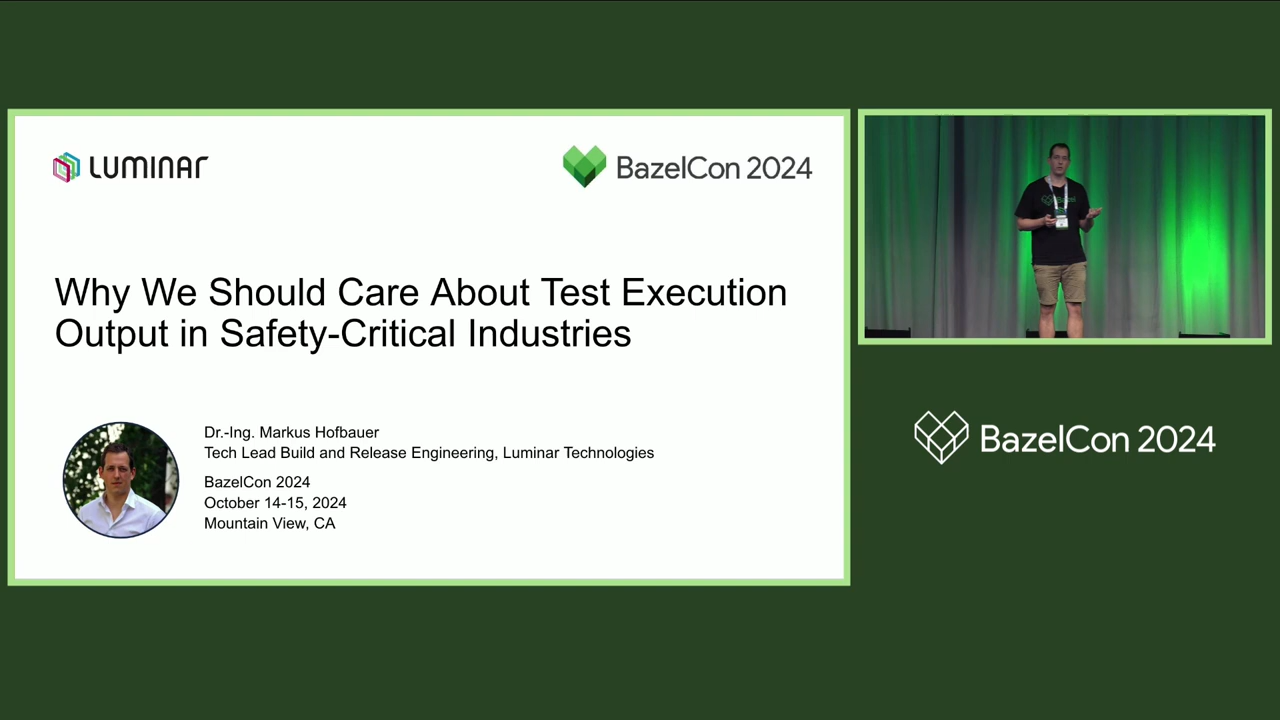 LUMINAR
BazelCon 2024
Why We Should Care About Test Execution
Output in Safety-Critical Industries
Dr.-Ing. Markus Hofbauer
Tech Lead Build and Release Engineering, Luminar Technologies
BazelCon 2024
October 14-15, 2024
Mountain View, CA
BazelCon 2024